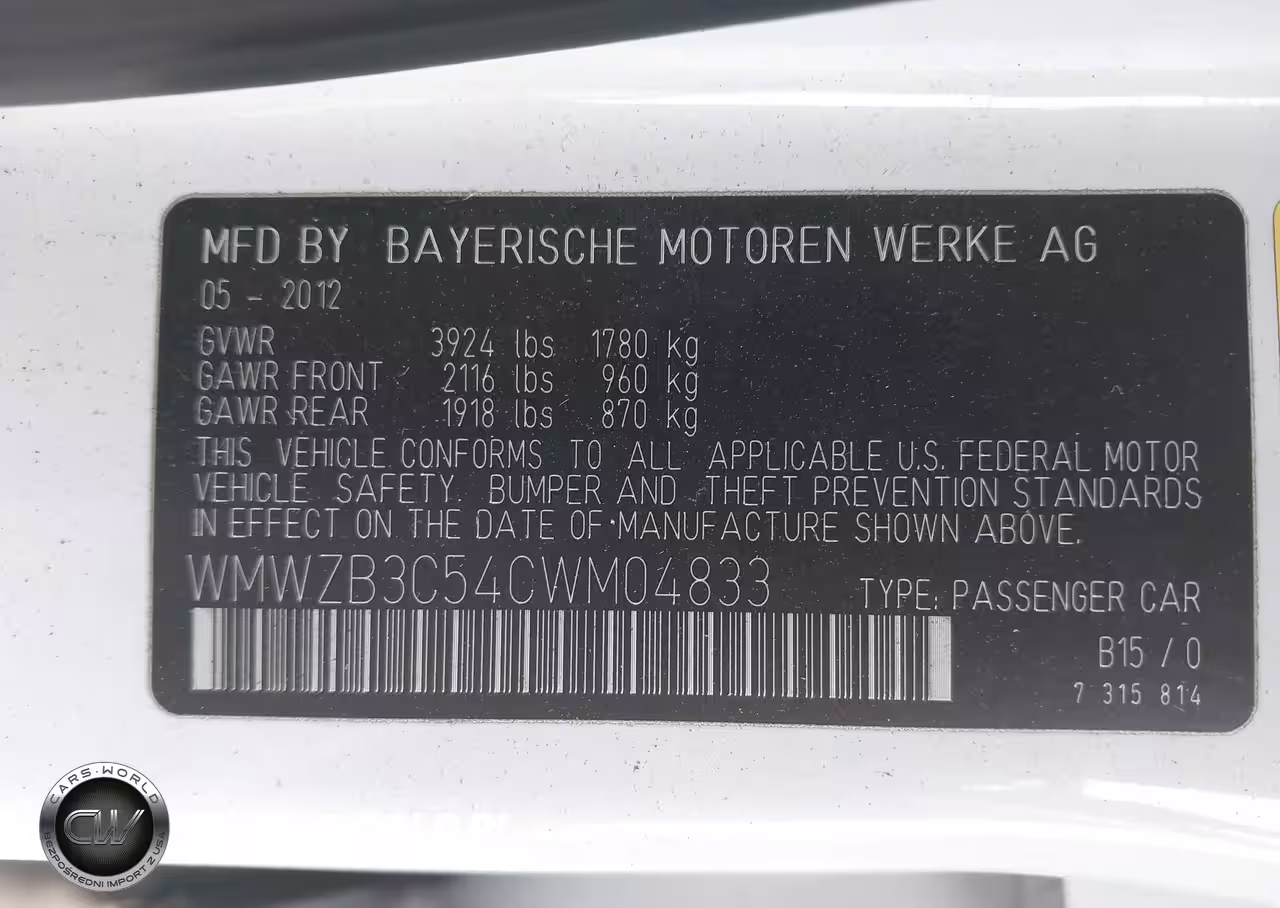 MFD BY BAYERISCHE MOTOREN WERKE AG
05 - 2012
GVWR 3924 lbs 1780 kg
GAWR FRONT 2116 lbs 960 kg
GAWR REAR 1918 lbs 870 kg
THIS VEHICLE CONFORMS TO ALL APPLICABLE U.S. FEDERAL MOTOR
VEHICLE SAFETY, BUMPER AND THEFT PREVENTION STANDARDS
IN EFFECT ON THE DATE OF MANUFACTURE SHOWN ABOVE.
WMWZB3C54CWM04833
TYPE: PASSENGER CAR
B15 / 0
7 315 814
CARS·WORLD
CW
BEZPOŚREDNI IMPORT Z USA